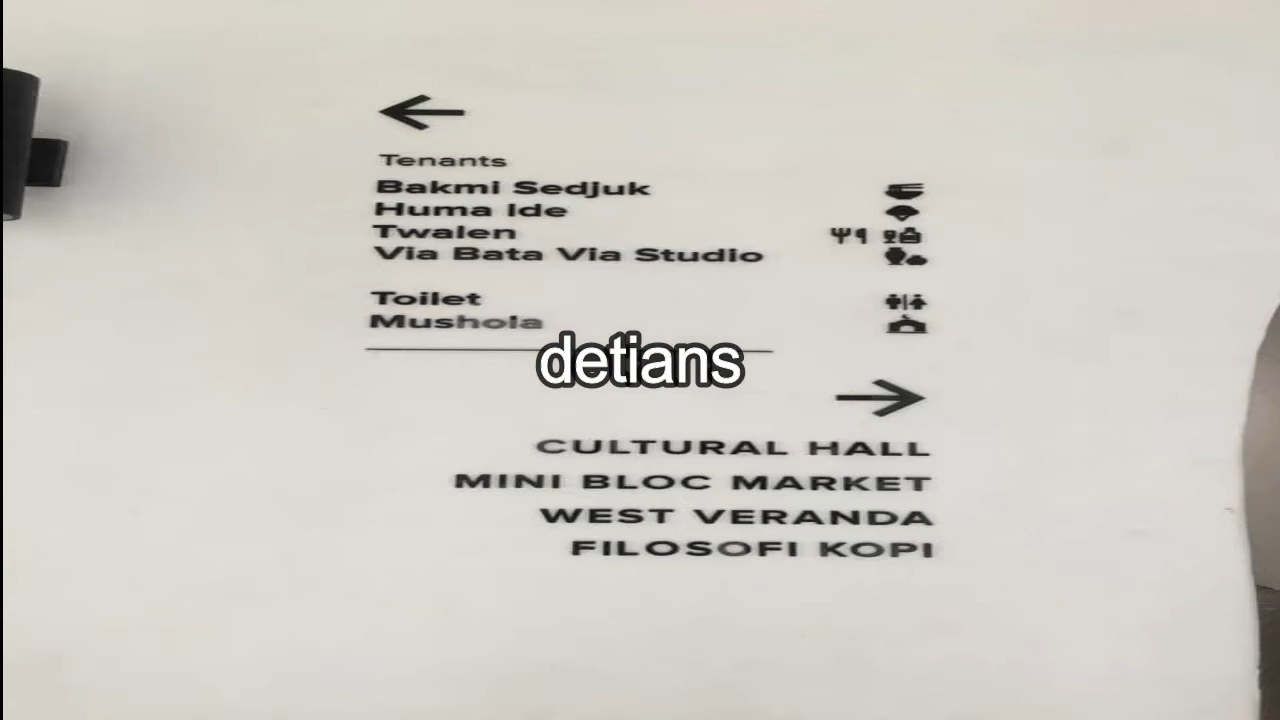 Tenants
Bakmi Sedjuk
Huma Ide
Twalen
Via Bata Via Studio
Toilet
Mushola
detians
CULTURAL HALL
MINI BLOC MARKET
WEST VERANDA
FILOSOFI KOPI